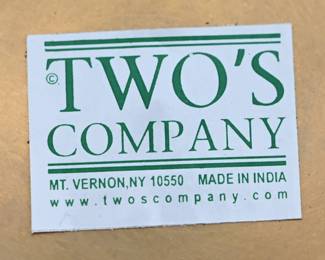 © TWO'S
COMPANY
MT. VERNON,NY 10550 MADE IN INDIA
www.twoscompany.com